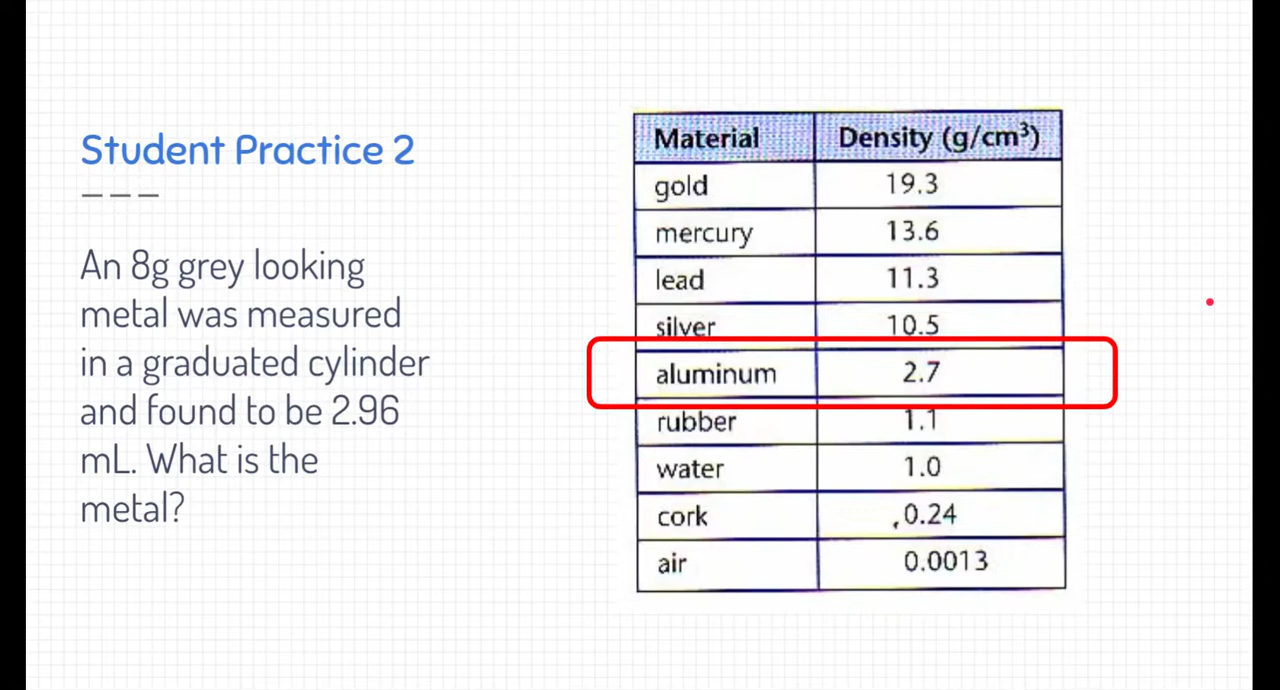 Student Practice 2
An 8g grey looking
metal was measured
in a graduated cylinder
and found to be 2.96
mL. What is the
metal?
Material Density (g/cm³)
gold 19.3
mercury 13.6
lead 11.3
silver 10.5
aluminum 2.7
rubber 1.1
water 1.0
cork 0.24
air 0.0013